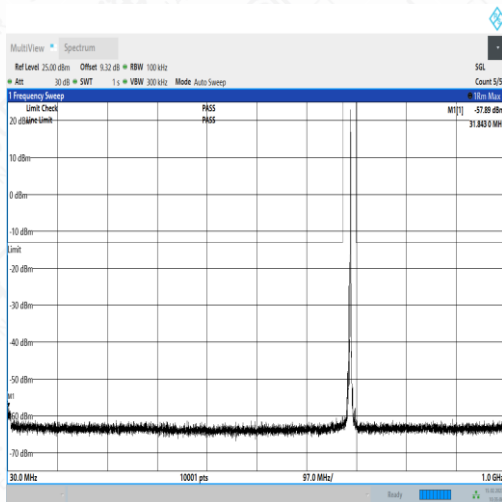 MultiView Spectrum
Ref Level 25.00 dBm Offset 9.32 dB RBW 100 kHz SGL
Att 30 dB SWT 1 s VBW 300 kHz Mode Auto Sweep Count 5/5
1 Frequency Sweep 1Rm Max
Limit Check PASS M1[1] -57.89 dBm
20 dBm Line Limit PASS 31.8430 MH
10 dBm
0 dBm
-10 dBm
Limit
-20 dBm
-30 dBm
-40 dBm
-50 dBm
M1
-60 dBm
-70 dBm
30.0 MHz 10001 pts 97.0 MHz/ 1.0 GHz
Ready